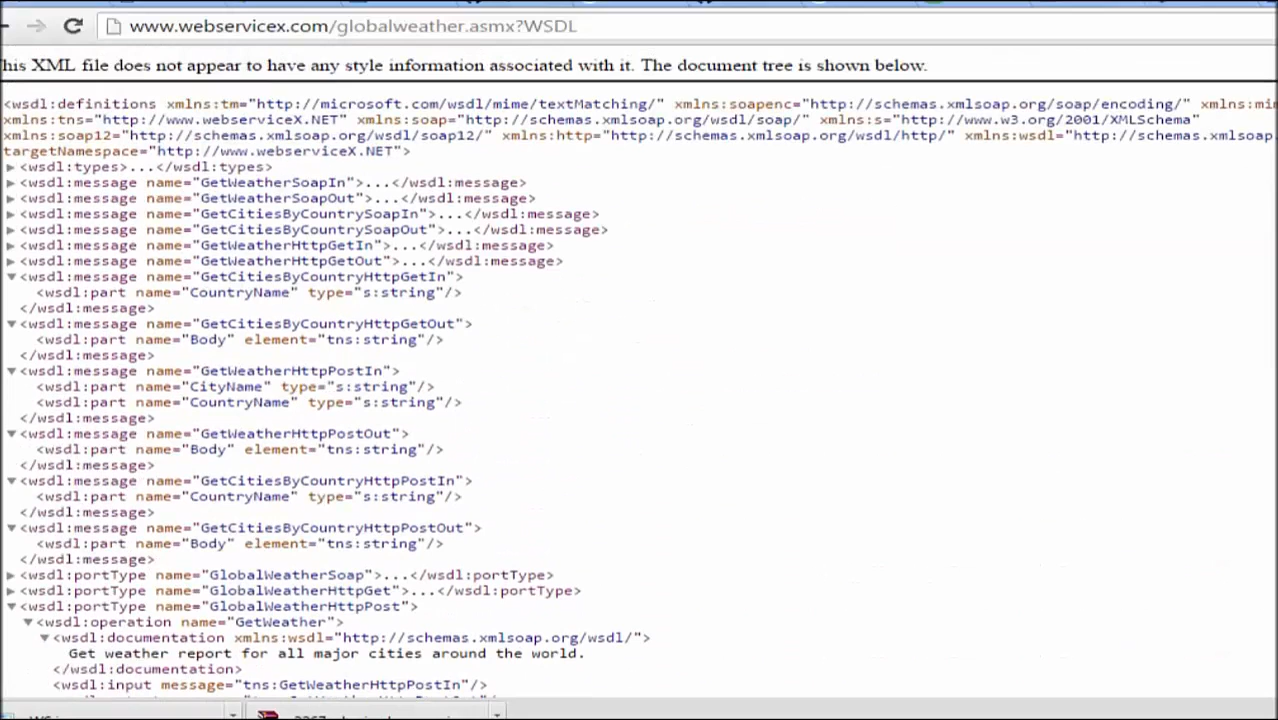 www.webservicex.com/globalweather.asmx?WSDL
his XML file does not appear to have any style information associated with it. The document tree is shown below.
<wsdl:definitions xmlns:tm="http://microsoft.com/wsdl/mime/textMatching/" xmlns:soapenc="http://schemas.xmlsoap.org/soap/encoding/" xmlns:mim
xmlns:tns="http://www.webserviceX.NET" xmlns:soap="http://schemas.xmlsoap.org/wsdl/soap/" xmlns:s="http://www.w3.org/2001/XMLSchema"
xmlns:soap12="http://schemas.xmlsoap.org/wsdl/soap12/" xmlns:http="http://schemas.xmlsoap.org/wsdl/http/" xmlns:wsdl="http://schemas.xmlsoap
targetNamespace="http://www.webserviceX.NET">
<wsdl:types>...</wsdl:types>
<wsdl:message name="GetWeatherSoapIn">...</wsdl:message>
<wsdl:message name="GetWeatherSoapOut">...</wsdl:message>
<wsdl:message name="GetCitiesByCountrySoapIn">...</wsdl:message>
<wsdl:message name="GetCitiesByCountrySoapOut">...</wsdl:message>
<wsdl:message name="GetWeatherHttpGetIn">...</wsdl:message>
<wsdl:message name="GetWeatherHttpGetOut">...</wsdl:message>
<wsdl:message name="GetCitiesByCountryHttpGetIn">
<wsdl:part name="CountryName" type="s:string"/>
</wsdl:message>
<wsdl:message name="GetCitiesByCountryHttpGetOut">
<wsdl:part name="Body" element="tns:string"/>
</wsdl:message>
<wsdl:message name="GetWeatherHttpPostIn">
<wsdl:part name="CityName" type="s:string"/>
<wsdl:part name="CountryName" type="s:string"/>
</wsdl:message>
<wsdl:message name="GetWeatherHttpPostOut">
<wsdl:part name="Body" element="tns:string"/>
</wsdl:message>
<wsdl:message name="GetCitiesByCountryHttpPostIn">
<wsdl:part name="CountryName" type="s:string"/>
</wsdl:message>
<wsdl:message name="GetCitiesByCountryHttpPostOut">
<wsdl:part name="Body" element="tns:string"/>
</wsdl:message>
<wsdl:portType name="GlobalWeatherSoap">...</wsdl:portType>
<wsdl:portType name="GlobalWeatherHttpGet">...</wsdl:portType>
<wsdl:portType name="GlobalWeatherHttpPost">
<wsdl:operation name="GetWeather">
<wsdl:documentation xmlns:wsdl="http://schemas.xmlsoap.org/wsdl/">
Get weather report for all major cities around the world.
</wsdl:documentation>
<wsdl:input message="tns:GetWeatherHttpPostIn"/>